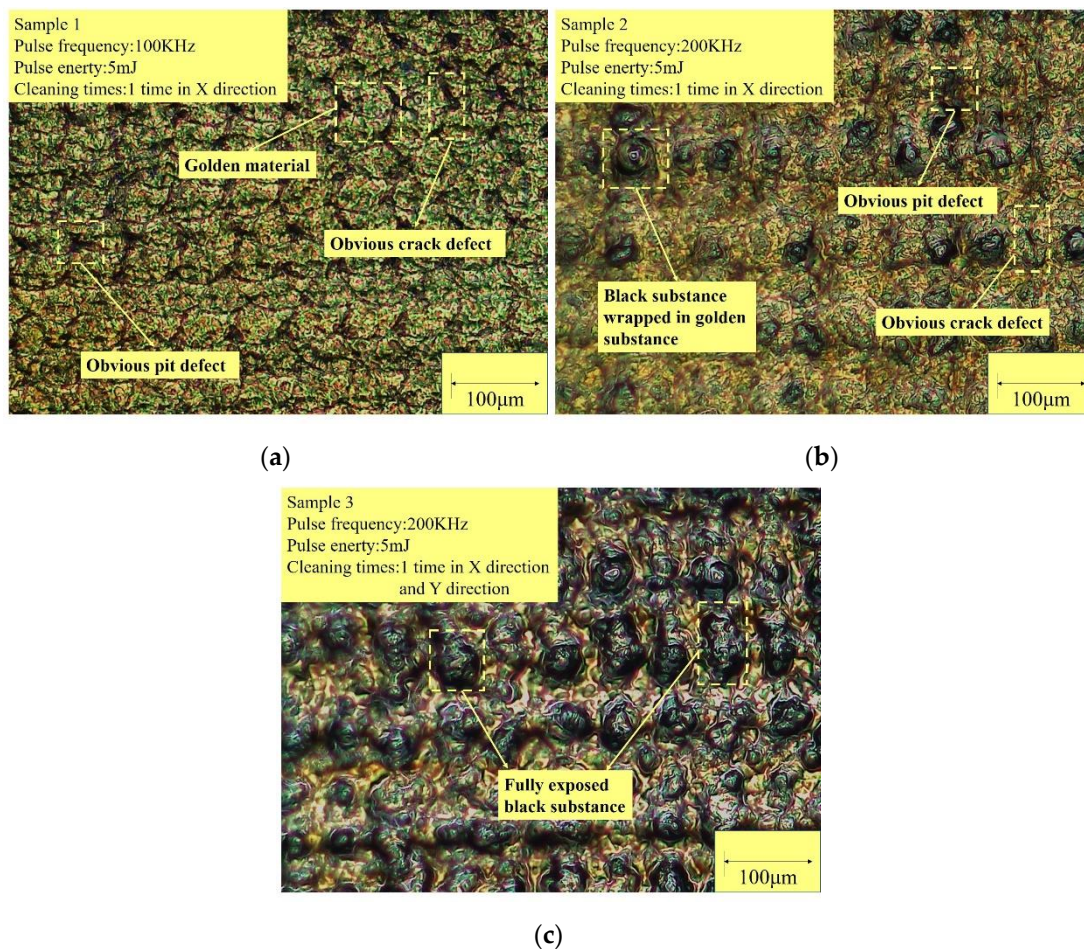 Sample 1
Pulse frequency:100KHz
Pulse enerty:5mJ
Cleaning times:1 time in X direction
Golden material
Obvious crack defect
Obvious pit defect
100μm
(a)
Sample 2
Pulse frequency:200KHz
Pulse enerty:5mJ
Cleaning times:1 time in X direction
Obvious pit defect
Black substance
wrapped in golden
substance
Obvious crack defect
100μm
(b)
Sample 3
Pulse frequency:200KHz
Pulse enerty:5mJ
Cleaning times:1 time in X direction
and Y direction
Fully exposed
black substance
100μm
(c)